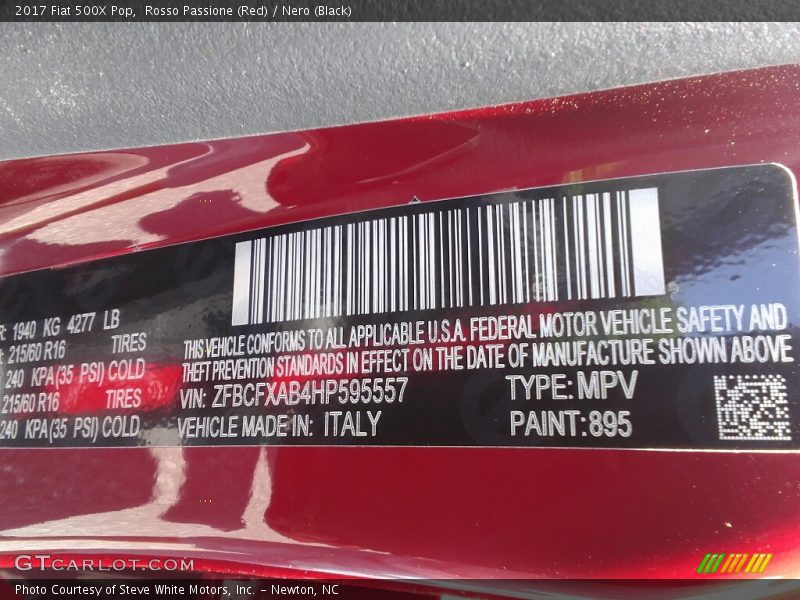 2017 Fiat 500X Pop, Rosso Passione (Red) / Nero (Black)
R: 1940 KG 4277 LB
215/60 R16 TIRES
240 KPA(35 PSI) COLD
215/60 R16 TIRES
240 KPA(35 PSI) COLD
THIS VEHICLE CONFORMS TO ALL APPLICABLE U.S.A. FEDERAL MOTOR VEHICLE SAFETY AND
THEFT PREVENTION STANDARDS IN EFFECT ON THE DATE OF MANUFACTURE SHOWN ABOVE
VIN: ZFBCFXAB4HP595557 TYPE: MPV
VEHICLE MADE IN: ITALY PAINT:895
GTCARLOT.COM
Photo Courtesy of Steve White Motors, Inc. – Newton, NC